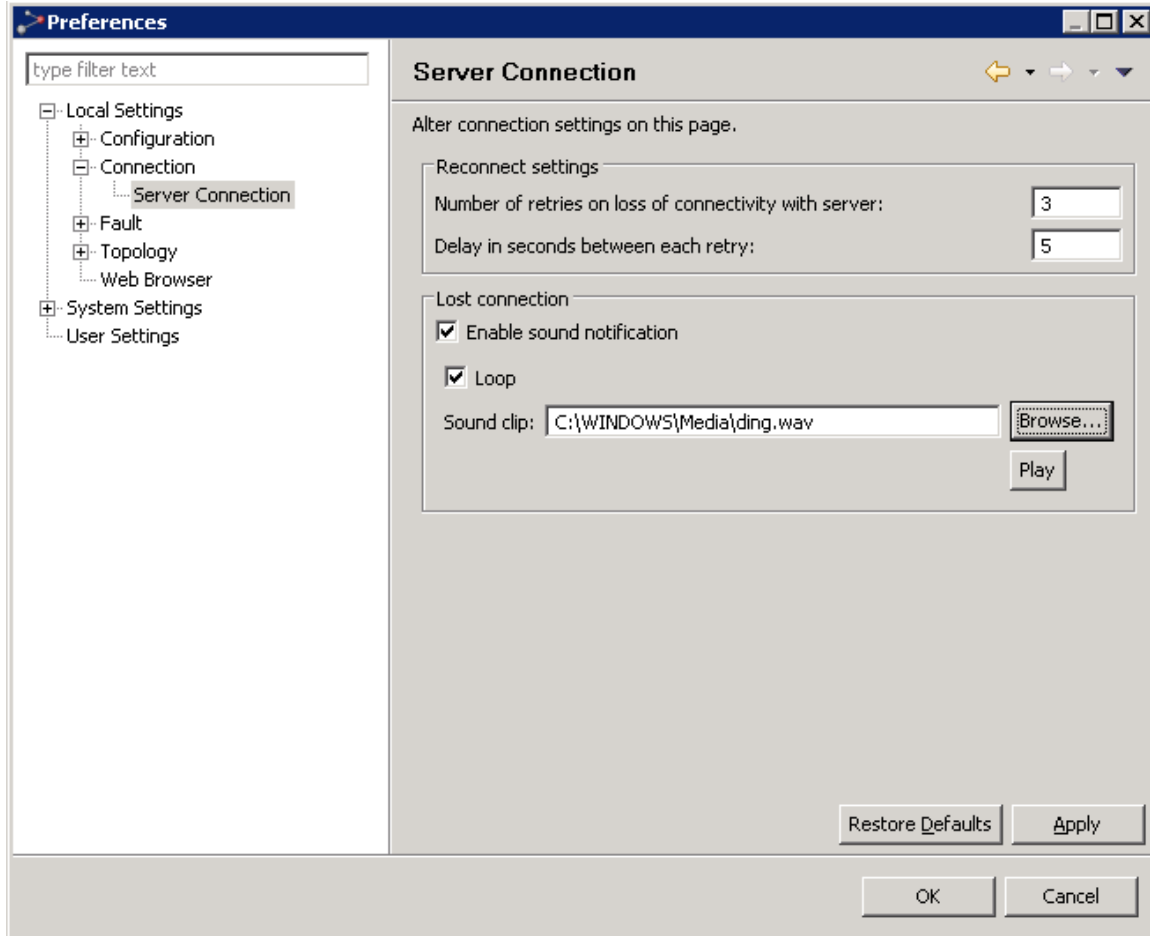 Preferences
type filter text
Local Settings
Configuration
Connection
Server Connection
Fault
Topology
Web Browser
System Settings
User Settings
Server Connection
Alter connection settings on this page.
Reconnect settings
Number of retries on loss of connectivity with server: 3
Delay in seconds between each retry: 5
Lost connection
Enable sound notification
Loop
Sound clip: C:\WINDOWS\Media\ding.wav Browse...
Play
Restore Defaults Apply
OK Cancel